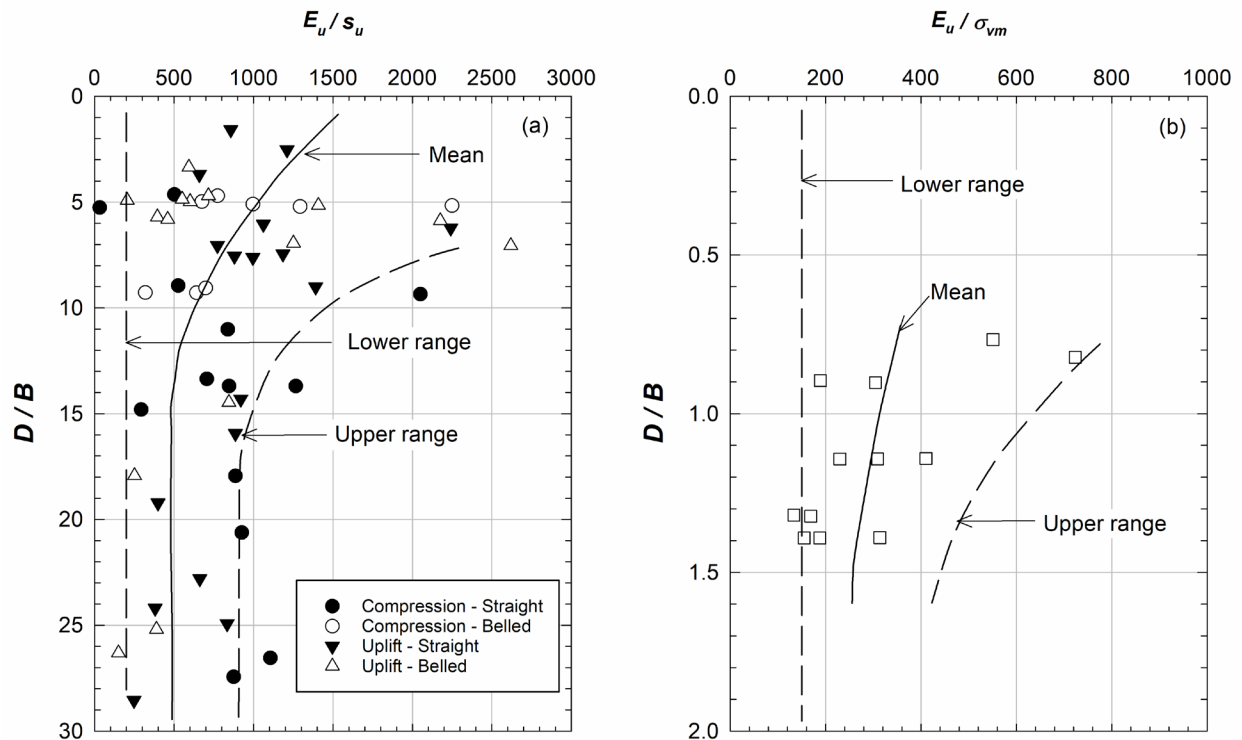 E_u / s_u
0 500 1000 1500 2000 2500 3000
0
5
10
15
20
25
30
D / B
(a)
Mean
Lower range
Upper range
Compression - Straight
Compression - Belled
Uplift - Straight
Uplift - Belled
E_u / σ_vm
0 200 400 600 800 1000
0.0
0.5
1.0
1.5
2.0
D / B
(b)
Lower range
Mean
Upper range